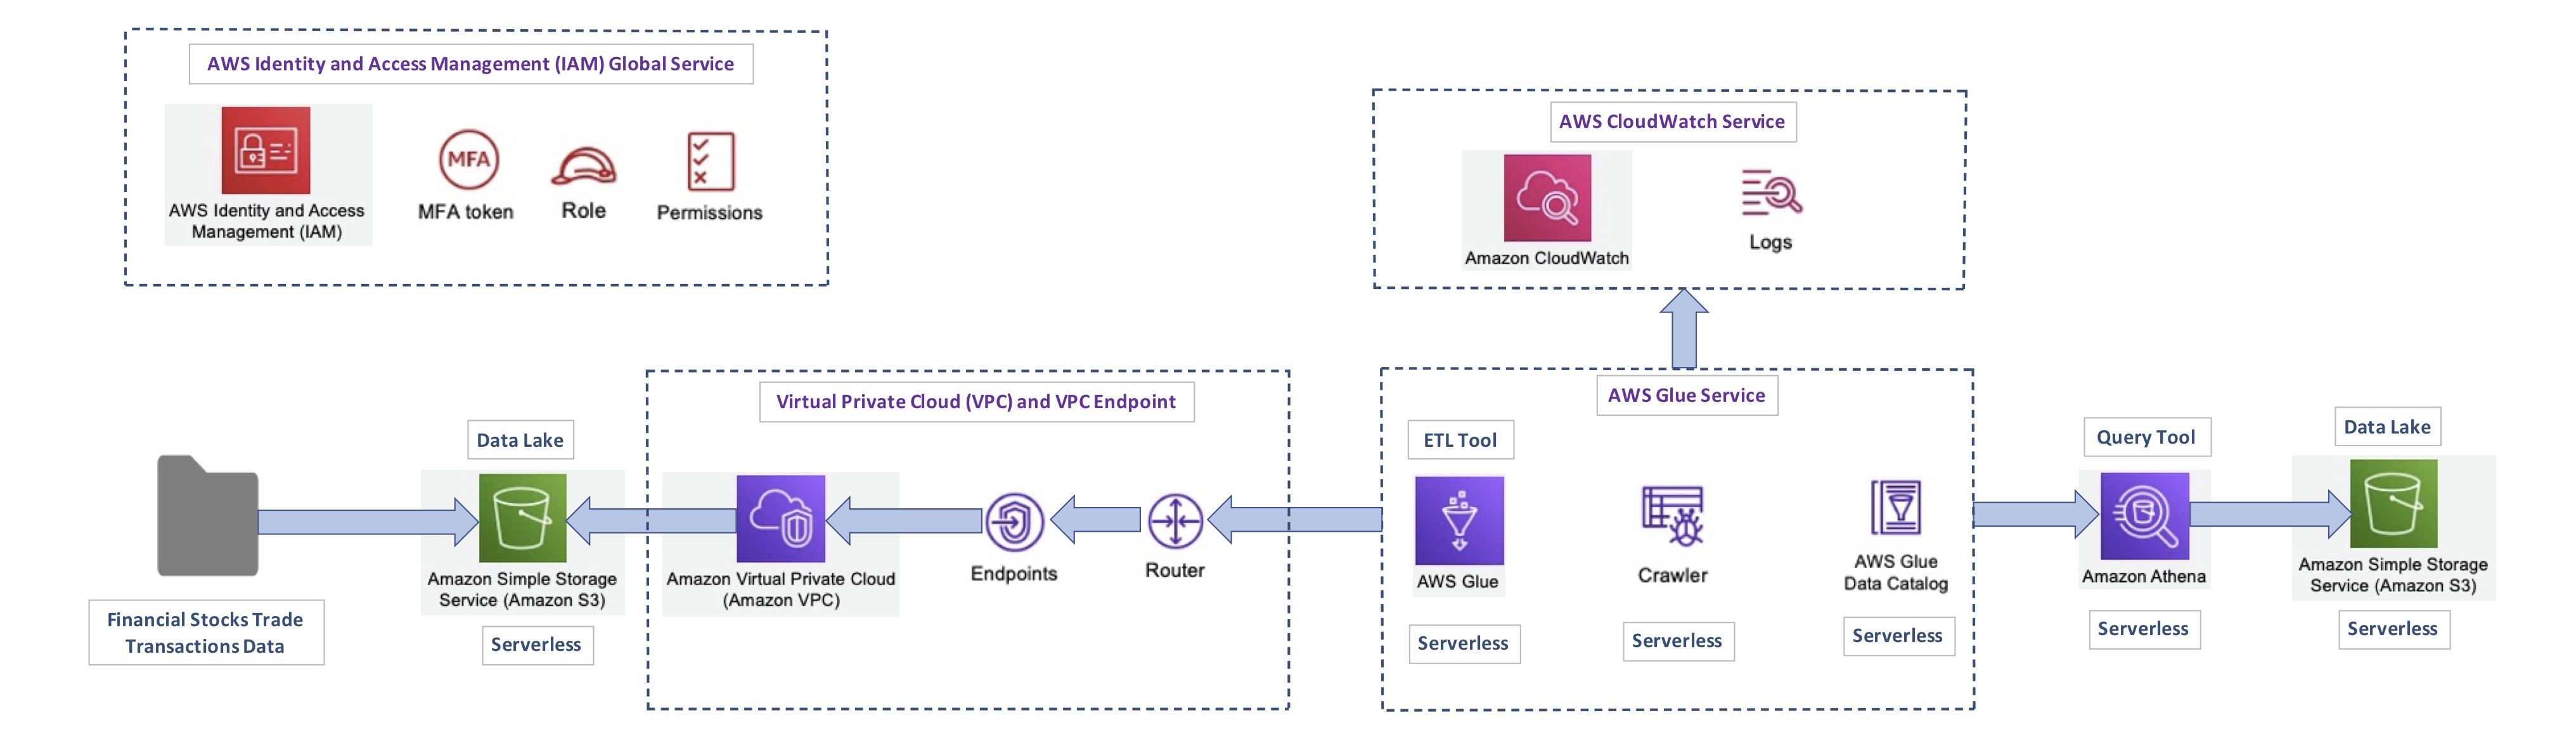 AWS Identity and Access Management (IAM) Global Service
AWS Identity and Access
Management (IAM)
MFA
MFA token
Role
Permissions
AWS CloudWatch Service
Amazon CloudWatch
Logs
Financial Stocks Trade
Transactions Data
Data Lake
Amazon Simple Storage
Service (Amazon S3)
Serverless
Virtual Private Cloud (VPC) and VPC Endpoint
Amazon Virtual Private Cloud
(Amazon VPC)
Endpoints
Router
AWS Glue Service
ETL Tool
AWS Glue
Serverless
Crawler
Serverless
AWS Glue
Data Catalog
Serverless
Query Tool
Amazon Athena
Serverless
Data Lake
Amazon Simple Storage
Service (Amazon S3)
Serverless